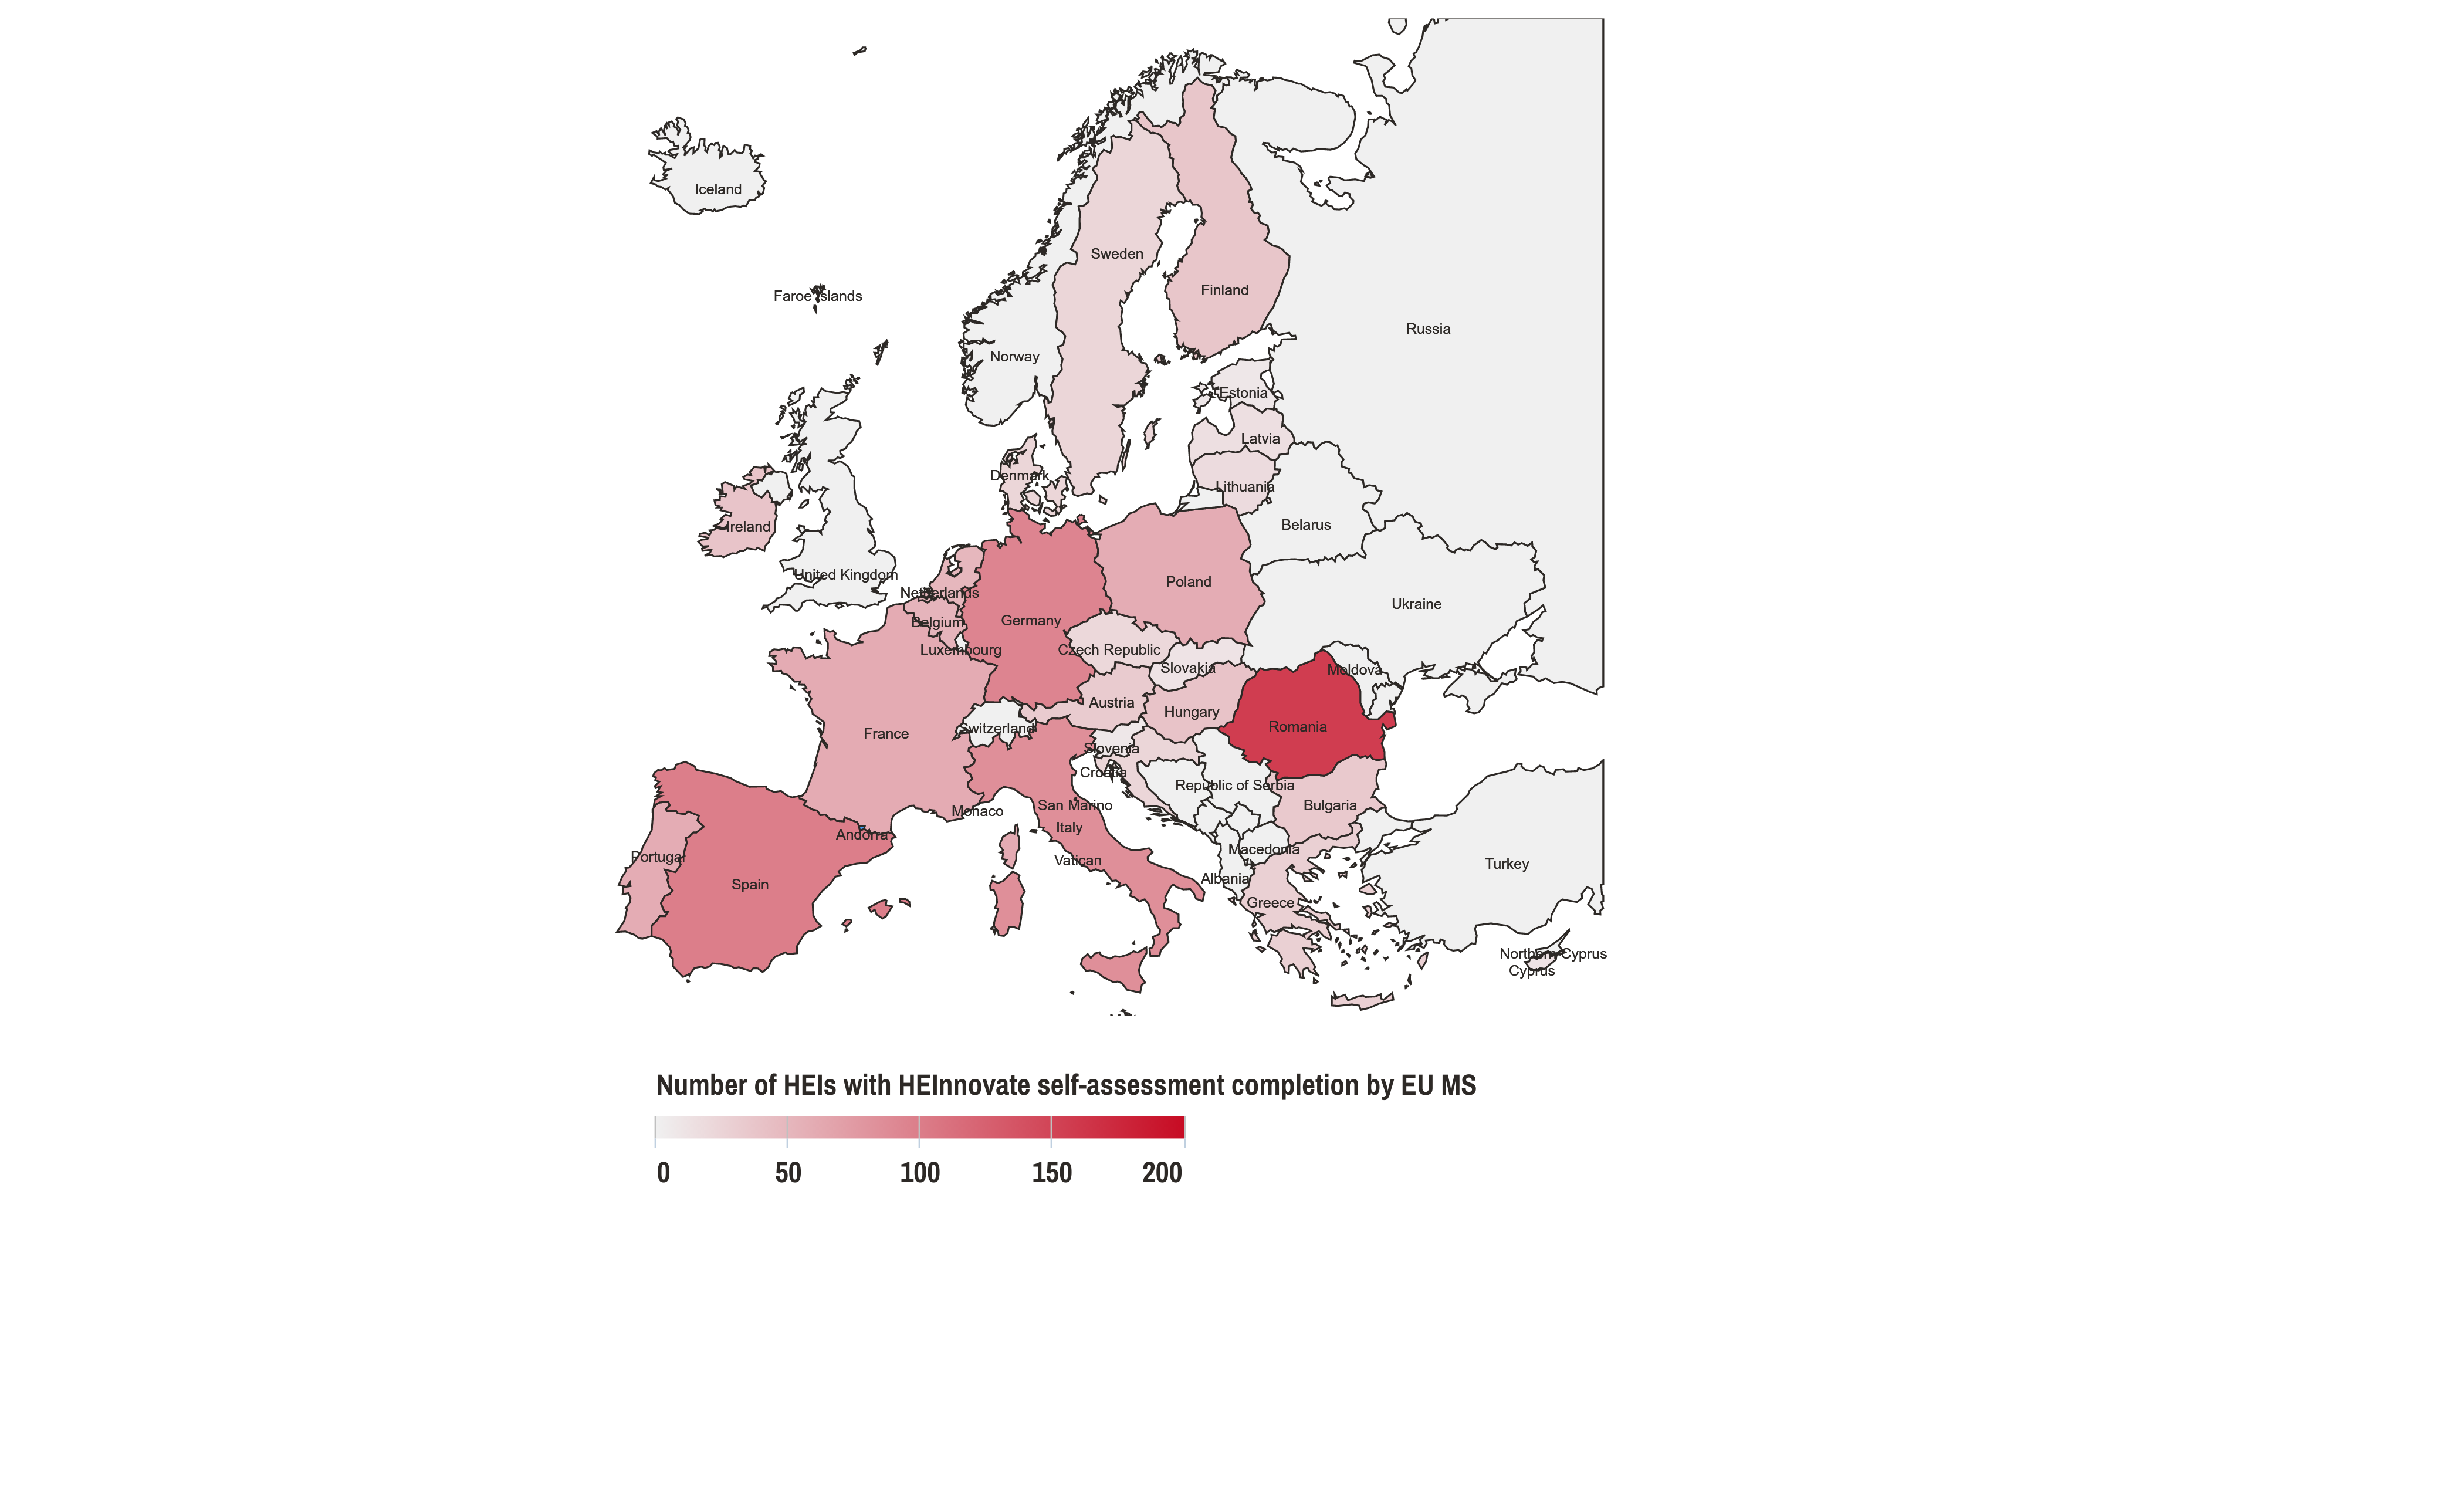 Iceland
Sweden
Finland
Faroe Islands
Russia
Norway
Estonia
Latvia
Denmark
Lithuania
Belarus
Ireland
United Kingdom
Poland
Netherlands
Ukraine
Belgium
Germany
Luxembourg
Czech Republic
Slovakia
Moldova
Austria
Hungary
Romania
Switzerland
France
Slovenia
Croatia
Republic of Serbia
San Marino
Bulgaria
Monaco
Italy
Andorra
Macedonia
Portugal
Vatican
Turkey
Albania
Spain
Greece
Northern Cyprus
Cyprus
Number of HEIs with HEInnovate self-assessment completion by EU MS
0 50 100 150 200